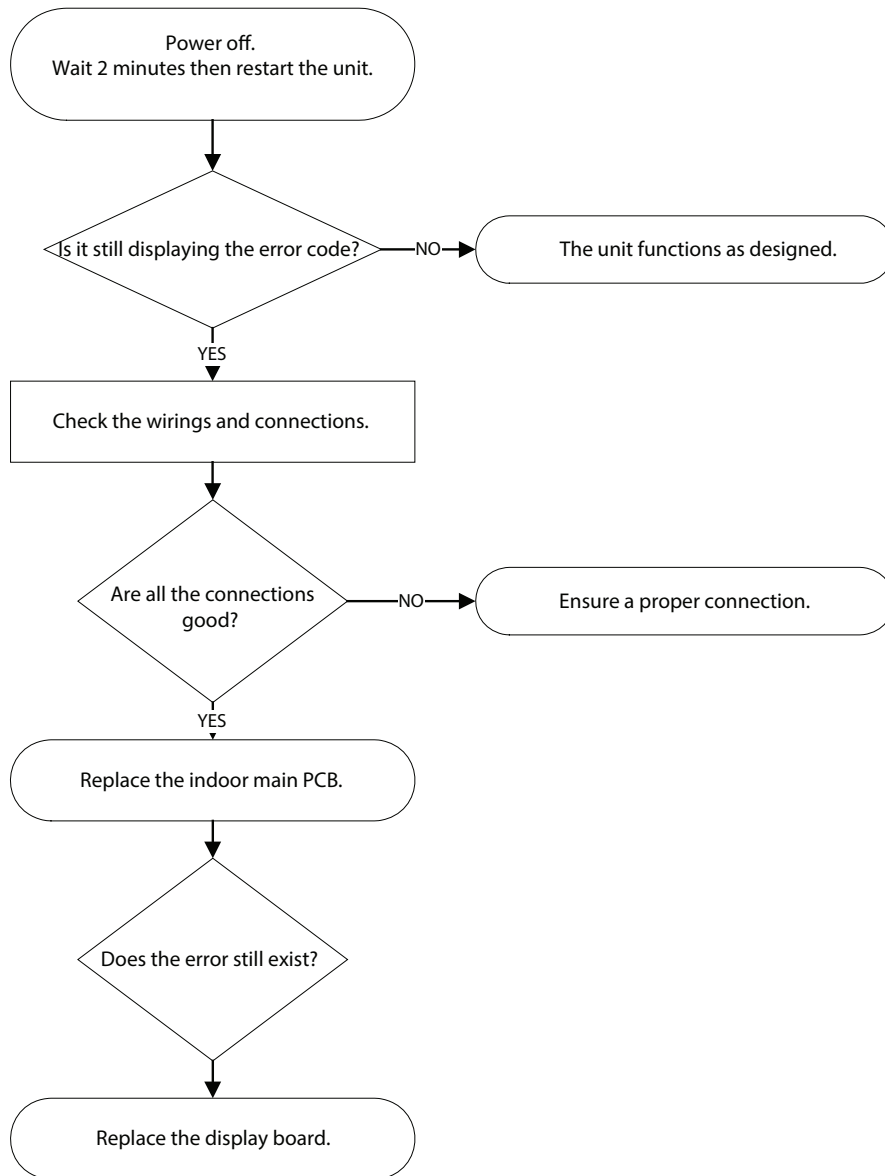 Power off.
Wait 2 minutes then restart the unit.
Is it still displaying the error code?
NO
The unit functions as designed.
YES
Check the wirings and connections.
Are all the connections
good?
NO
Ensure a proper connection.
YES
Replace the indoor main PCB.
Does the error still exist?
Replace the display board.